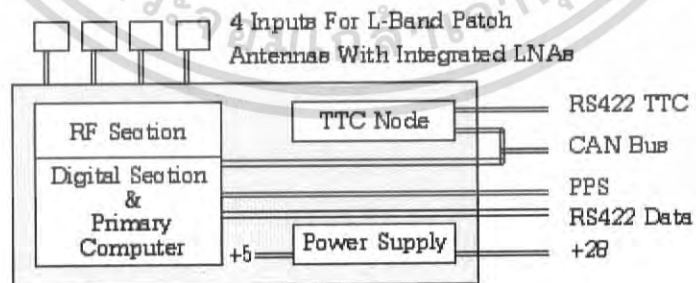 4 Inputs For L-Band Patch
Antennas With Integrated LNAs
RF Section
TTC Node
RS422 TTC
CAN Bus
Digital Section
&
Primary
Computer
PPS
RS422 Data
+5
Power Supply
+28